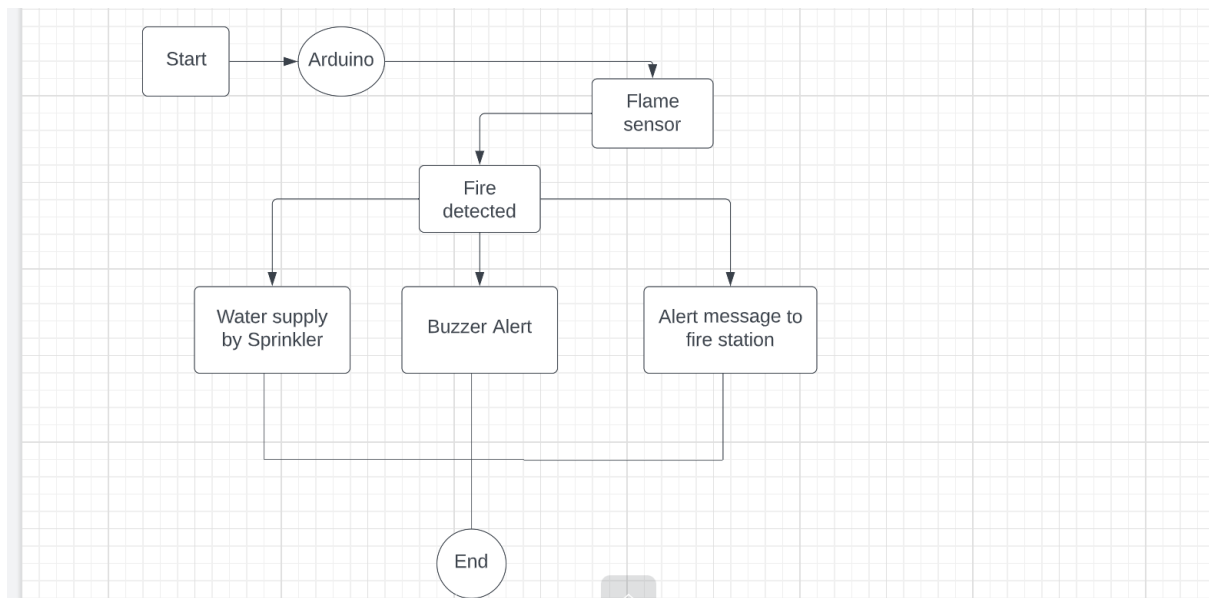 Start
Arduino
Flame
sensor
Fire
detected
Water supply
by Sprinkler
Buzzer Alert
Alert message to
fire station
End